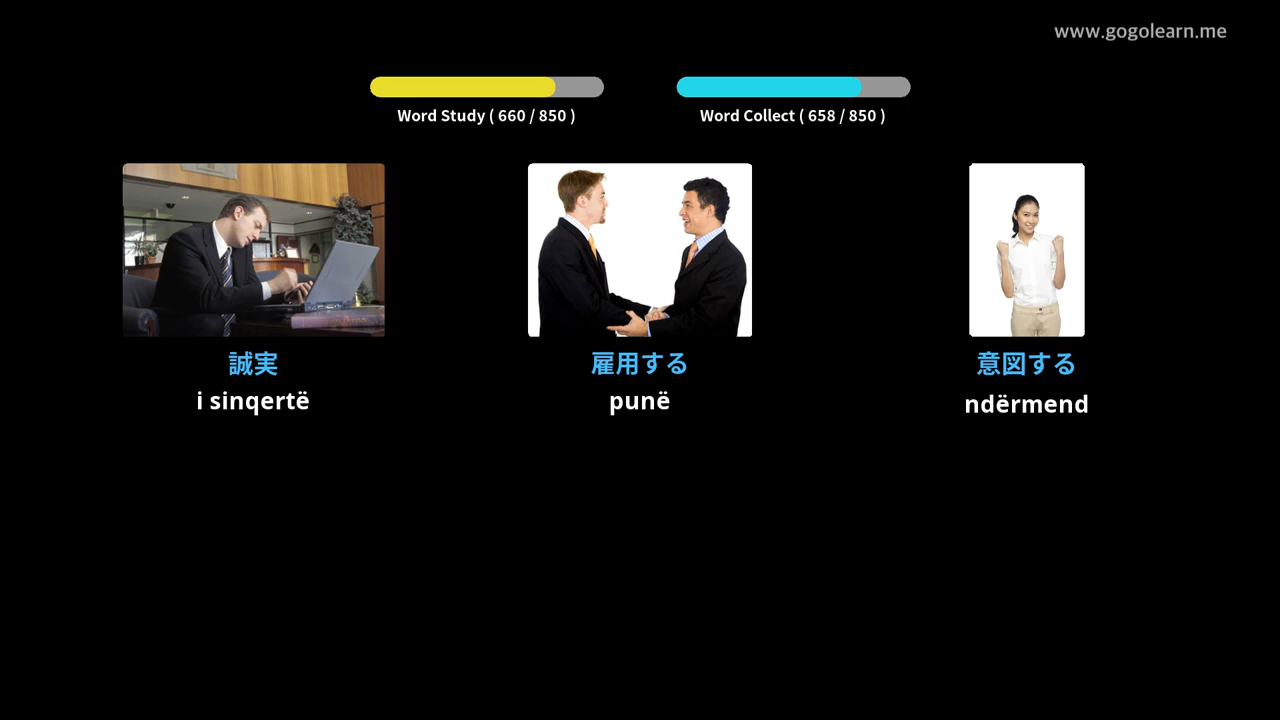 www.gogolearn.me
Word Study ( 660 / 850 )
Word Collect ( 658 / 850 )
誠実
i sinqertë
雇用する
punë
意図する
ndërmend